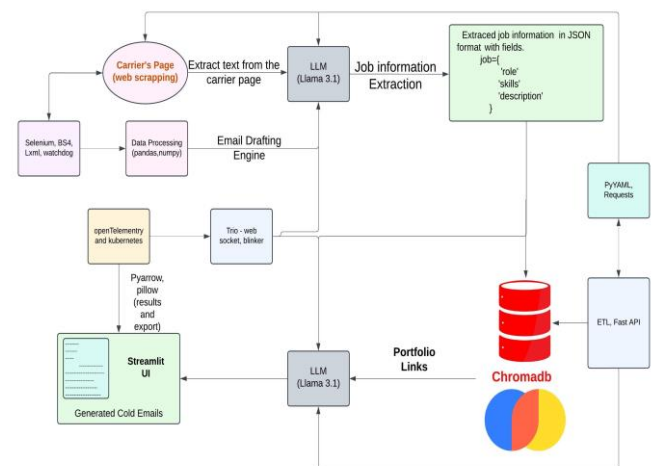 Carrier's Page
(web scrapping)
Extract text from the
carrier page
LLM
(Llama 3.1)
Job information
Extraction
Extraced job information in JSON
format with fields.
job={
'role'
'skills'
'description'
}
Selenium, BS4,
Lxml, watchdog
Data Processing
(pandas,numpy)
Email Drafting
Engine
PyYAML,
Requests
openTelementry
and kubernetes
Trio - web
socket, blinker
Pyarrow,
pillow
(results
and
export)
ETL, Fast API
Streamlit
UI
Generated Cold Emails
LLM
(Llama 3.1)
Portfolio
Links
Chromadb